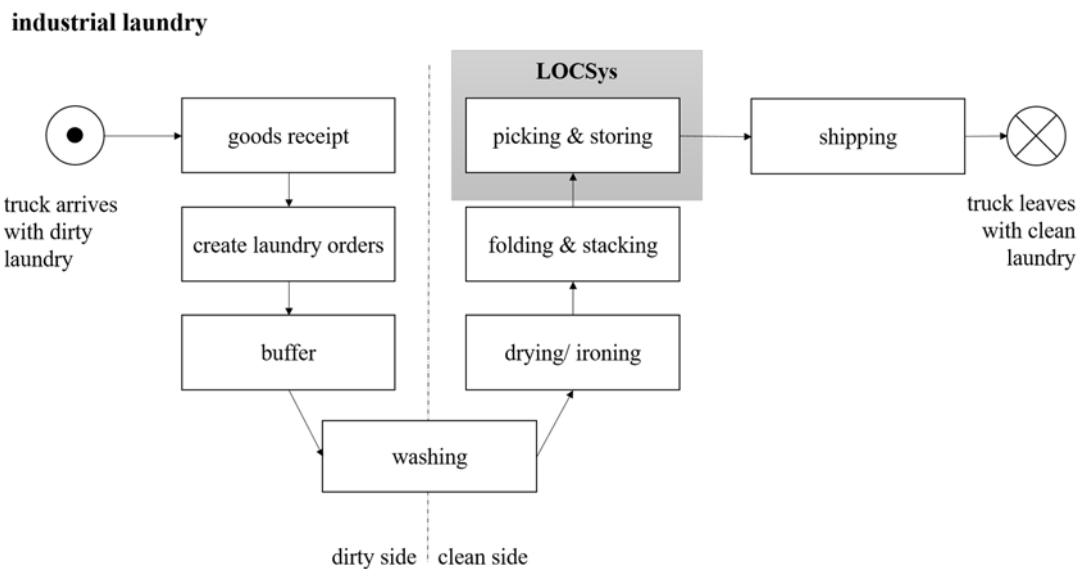 industrial laundry
truck arrives
with dirty
laundry
goods receipt
create laundry orders
buffer
washing
drying/ ironing
folding & stacking
LOCSys
picking & storing
shipping
truck leaves
with clean
laundry
dirty side
clean side